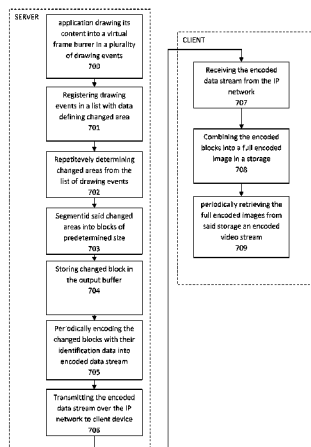 SERVER
application drawing its
content into a virtual
frame burrer in a plurality
of drawing events
700
Registering drawing
events in a list with data
defining changed area
701
Repetitevely determining
changed areas from the
list of drawing events
702
Segmentid said changed
areas into blocks of
predetermined size
703
Storing changed block in
the output buffer
704
Periodically encoding the
changed blocks with their
identification data into
encoded data stream
705
Transmitting the encoded
data stream over the IP
network to client device
706
CLIENT
Receiving the encoded
data stream from the IP
network
707
Combining the encoded
blocks into a full encoded
image in a storage
708
periodically retrieving the
full encoded images from
said storage an encoded
video stream
709